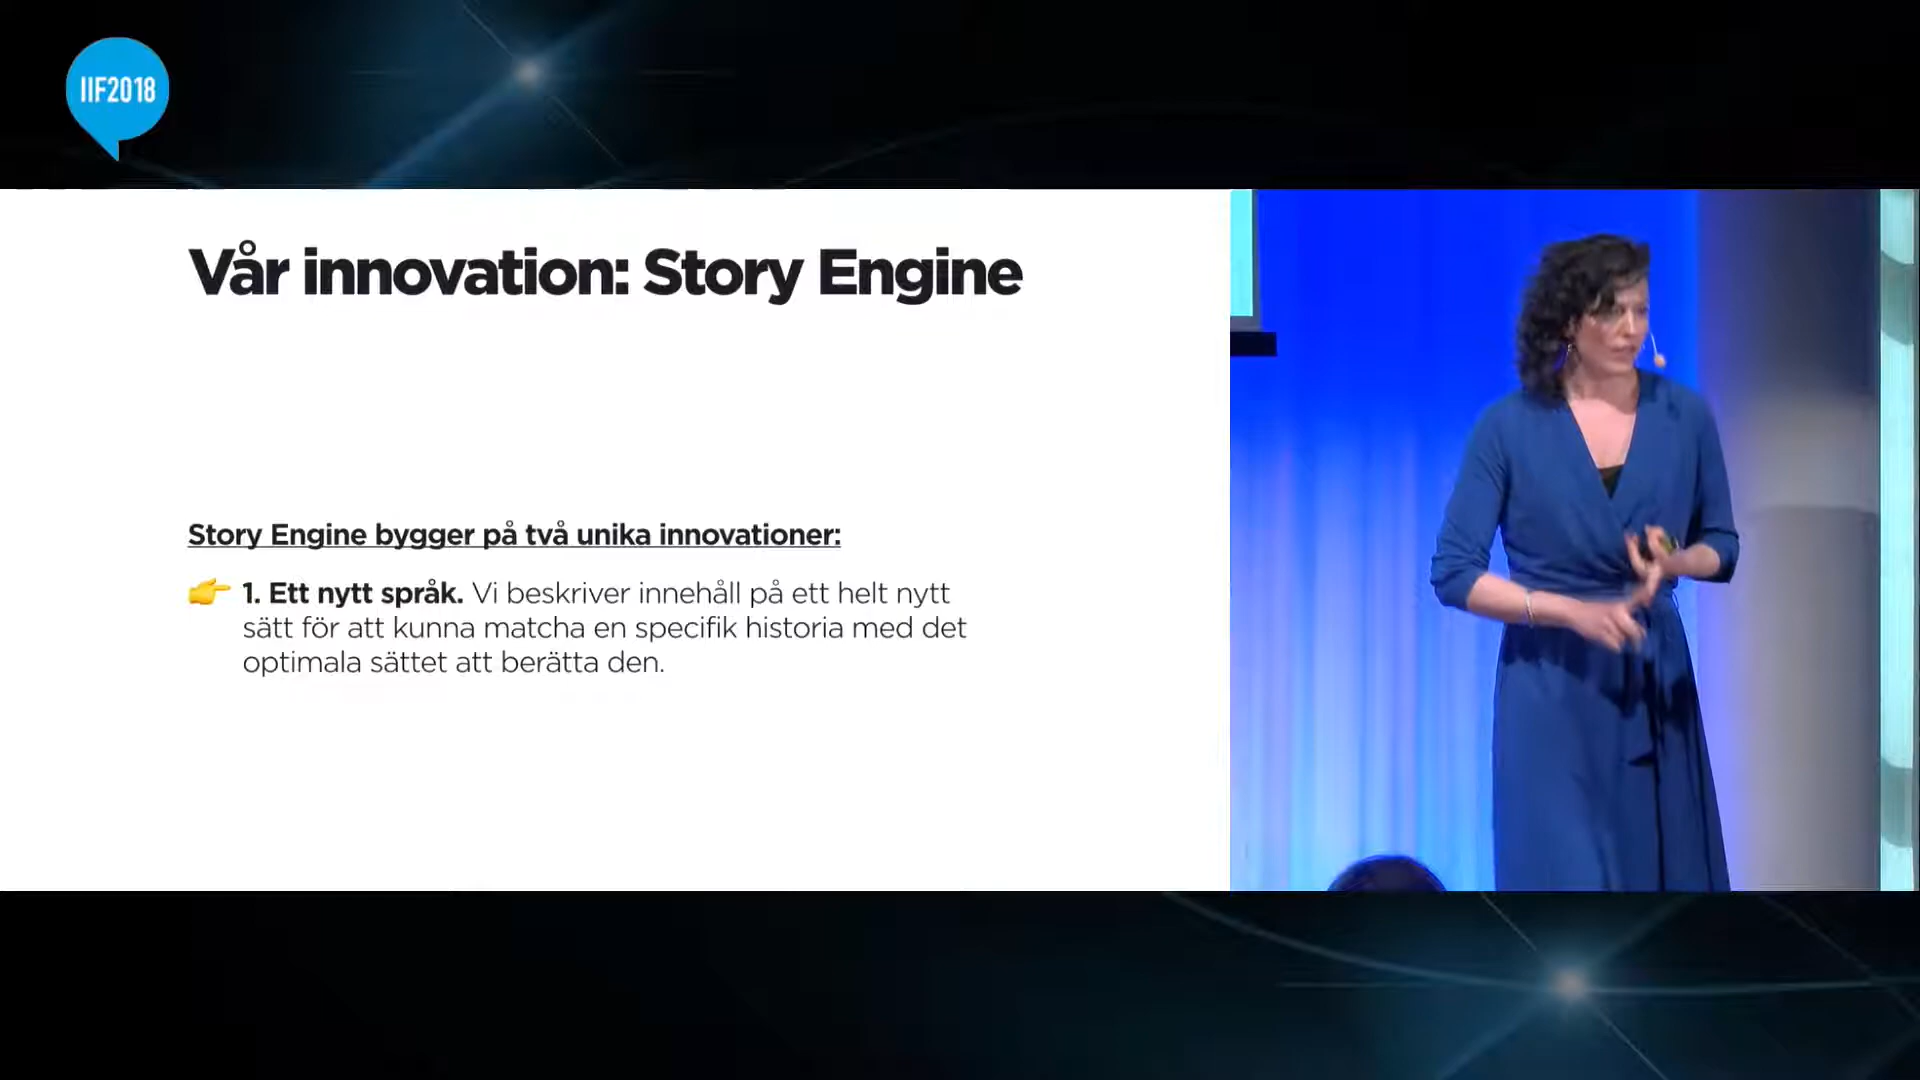 IIF2018
Vår innovation: Story Engine
Story Engine bygger på två unika innovationer:
👉 1. Ett nytt språk. Vi beskriver innehåll på ett helt nytt
sätt för att kunna matcha en specifik historia med det
optimala sättet att berätta den.